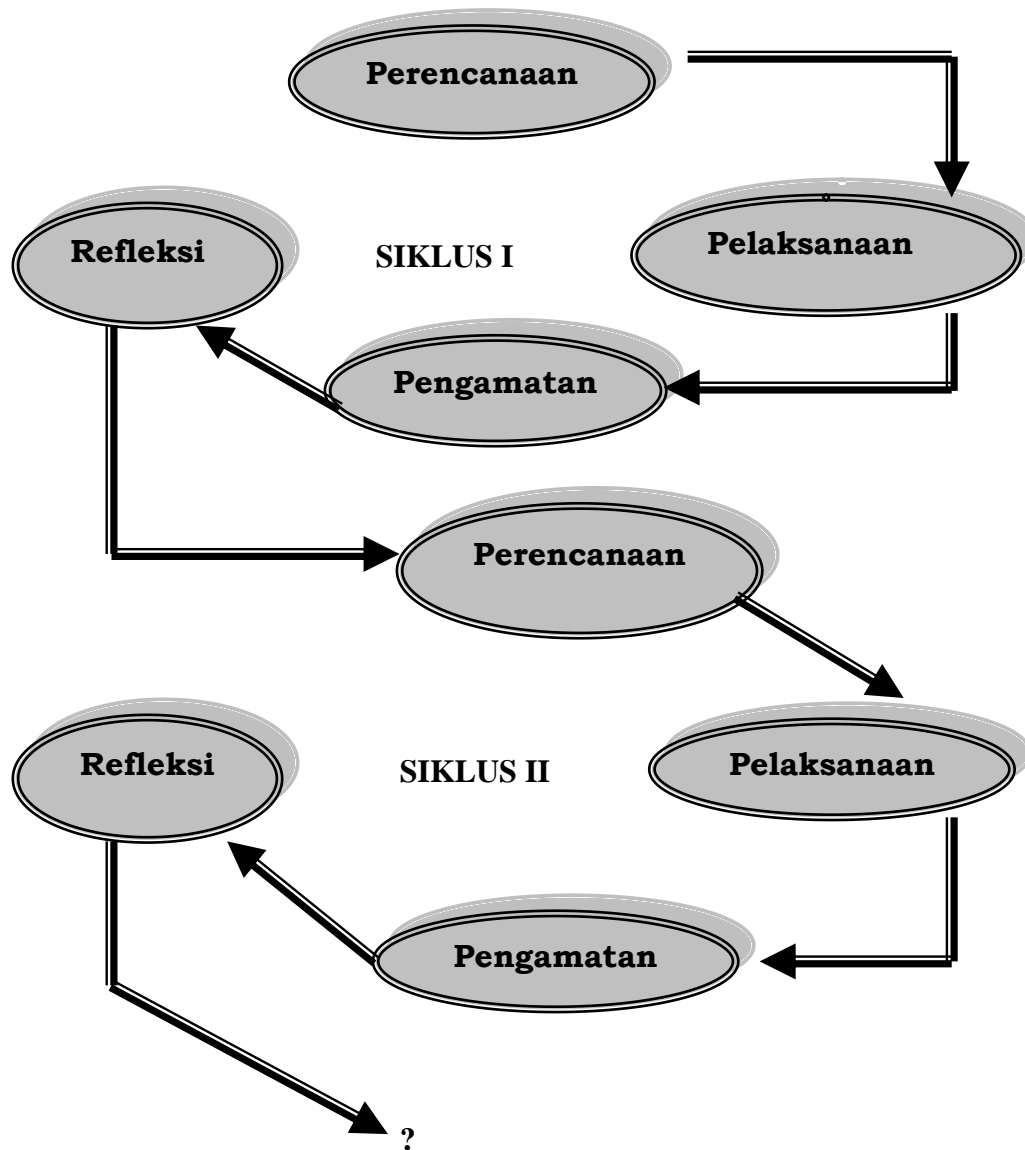 Perencanaan
Refleksi
SIKLUS I
Pelaksanaan
Pengamatan
Perencanaan
Refleksi
SIKLUS II
Pelaksanaan
Pengamatan
?